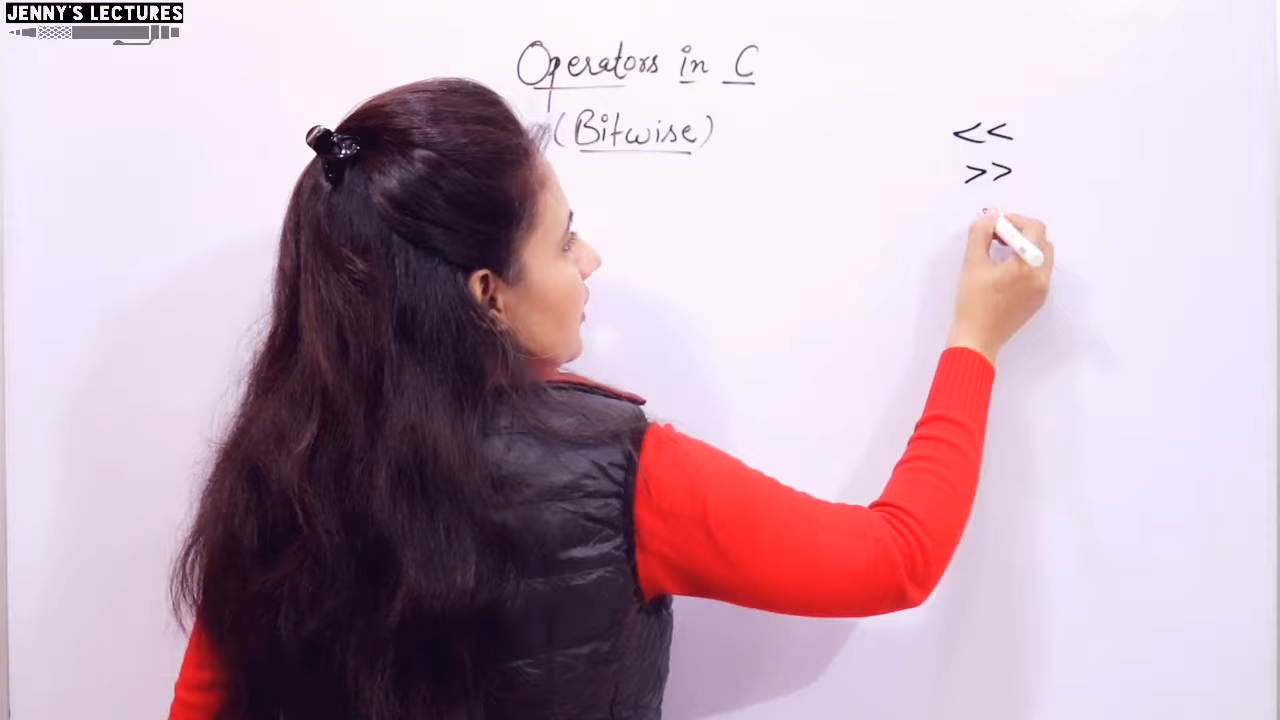 JENNY'S LECTURES
Operators in C
(Bitwise)
<<
>>